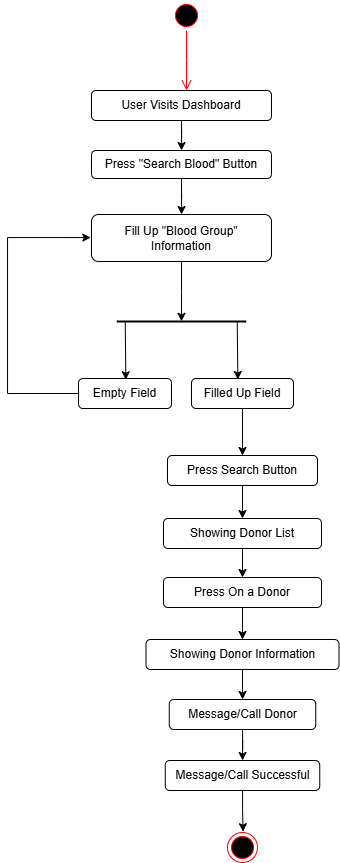 User Visits Dashboard
Press "Search Blood" Button
Fill Up "Blood Group"
Information
Empty Field
Filled Up Field
Press Search Button
Showing Donor List
Press On a Donor
Showing Donor Information
Message/Call Donor
Message/Call Successful